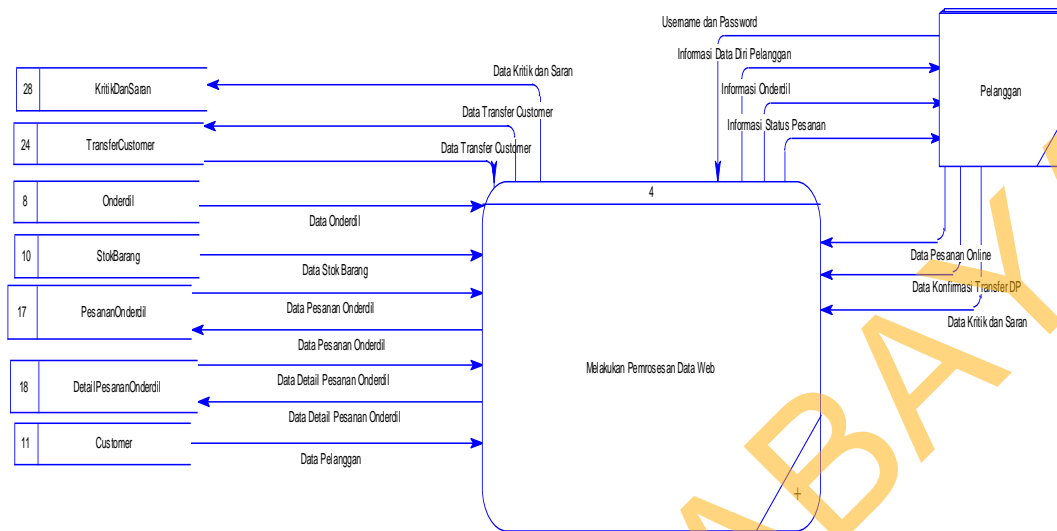 Username dan Password
Informasi Data Diri Pelanggan
Informasi Onderdil
Informasi Status Pesanan
Pelanggan
Data Kritik dan Saran
28 KritikDanSaran
Data Transfer Customer
24 TransferCustomer
Data Transfer Customer
8 Onderdil
Data Onderdil
10 StokBarang
Data Stok Barang
17 PesananOnderdil
Data Pesanan Onderdil
Data Pesanan Onderdil
18 DetailPesananOnderdil
Data Detail Pesanan Onderdil
Data Detail Pesanan Onderdil
11 Customer
Data Pelanggan
4
Melakukan Pemrosesan Data Web
+
Data Pesanan Online
Data Konfirmasi Transfer DP
Data Kritik dan Saran
ABAY